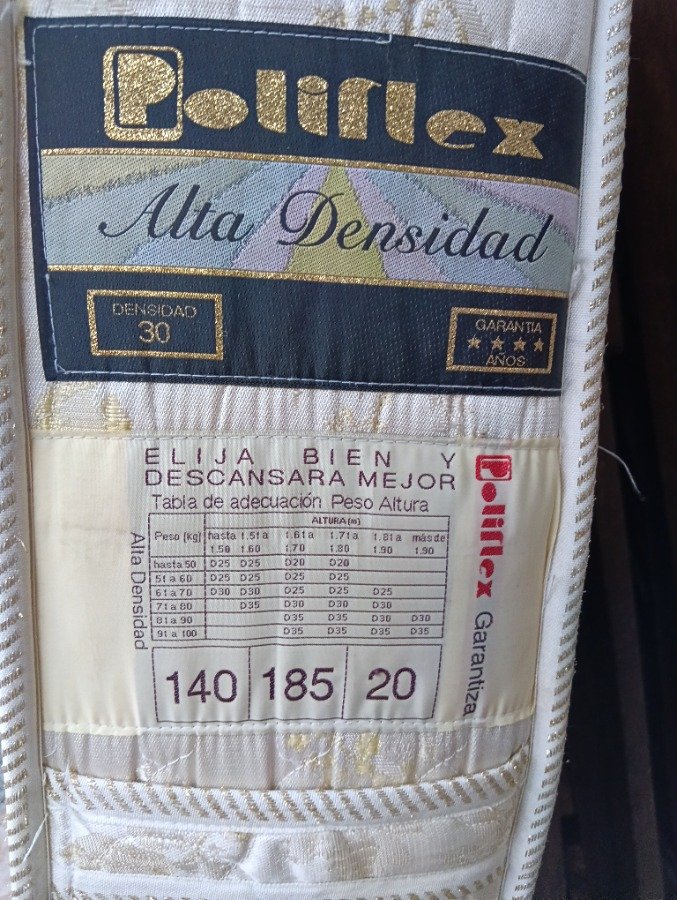 Poliflex
Alta Densidad
DENSIDAD
30
GARANTIA
★ ★ ★ ★
AÑOS
ELIJA BIEN Y
DESCANSARA MEJOR
Tabla de adecuación Peso Altura
Alta Densidad
ALTURA (m)
Peso (kg) hasta 1.51 a 1.61 a 1.71 a 1.81 a más de
1.50 1.60 1.70 1.80 1.90 1.90
hasta 50 D25 D25 D20 D20
51 a 60 D25 D25 D25 D25
61 a 70 D30 D30 D25 D25 D25
71 a 80 D35 D30 D30 D30
81 a 90 D35 D35 D30 D30
91 a 100 D35 D35 D35 D35
140 185 20
Poliflex Garantiza